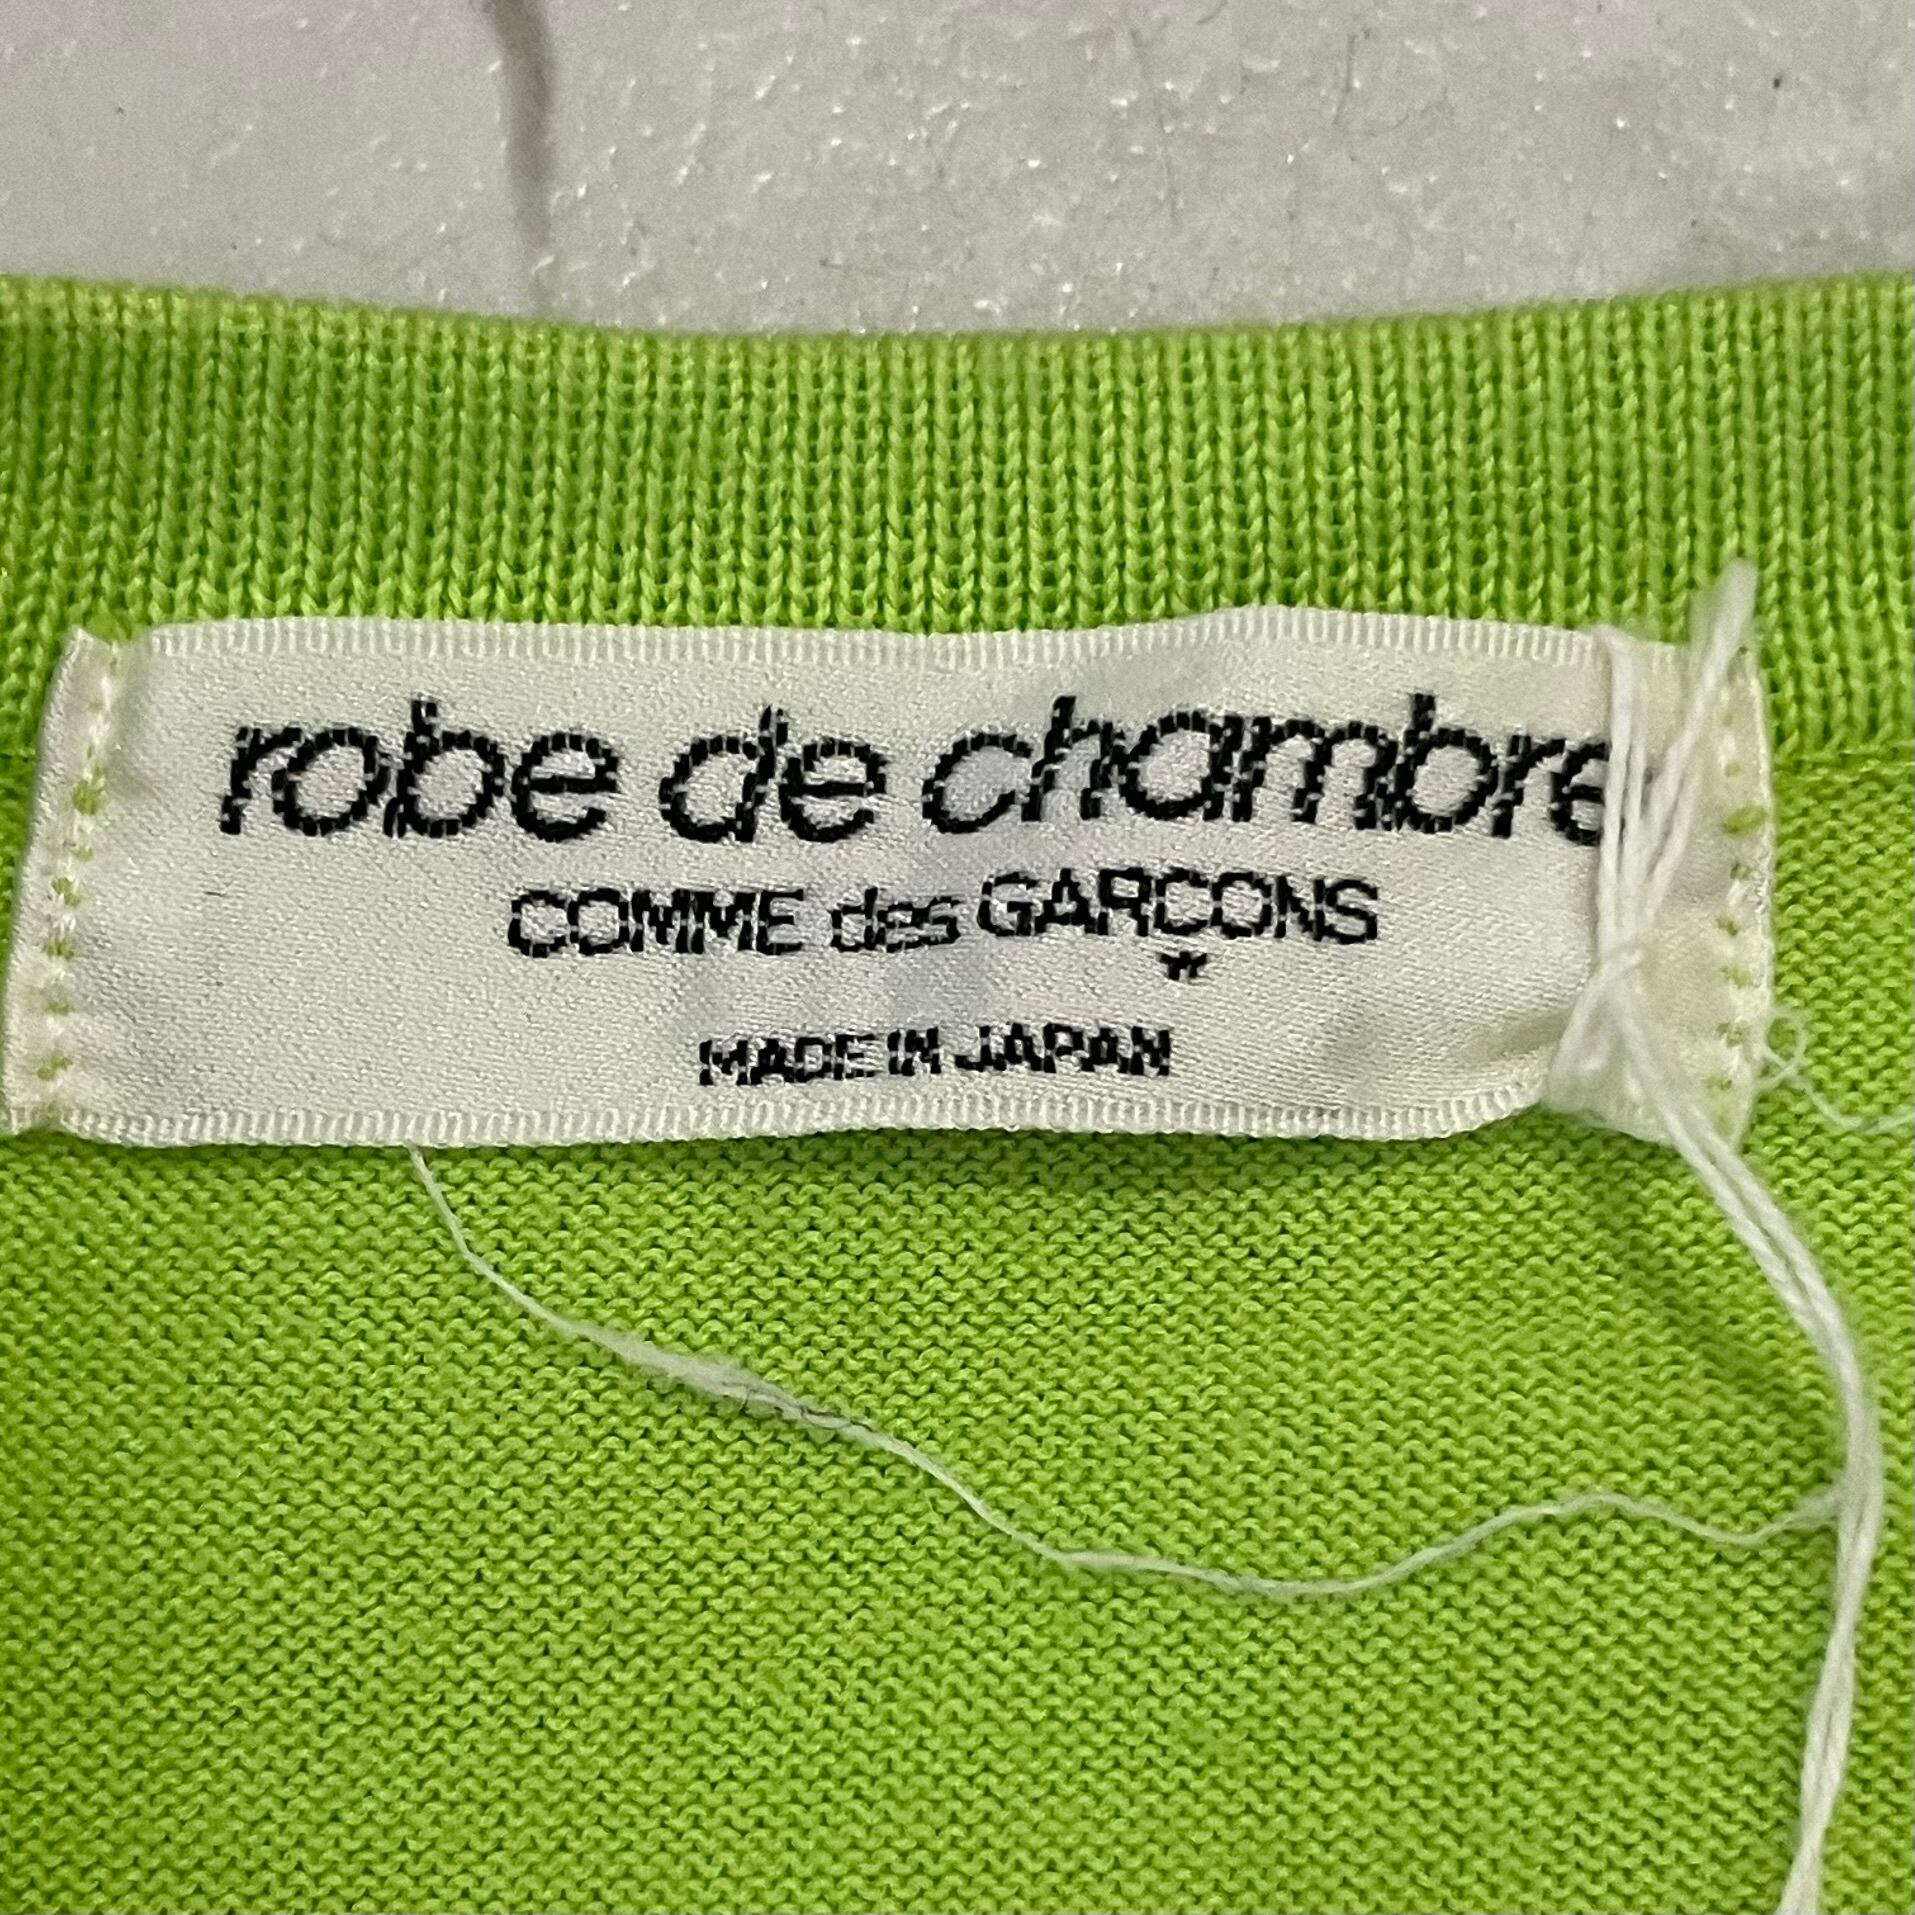 robe de chambre
COMME des GARÇONS
MADE IN JAPAN